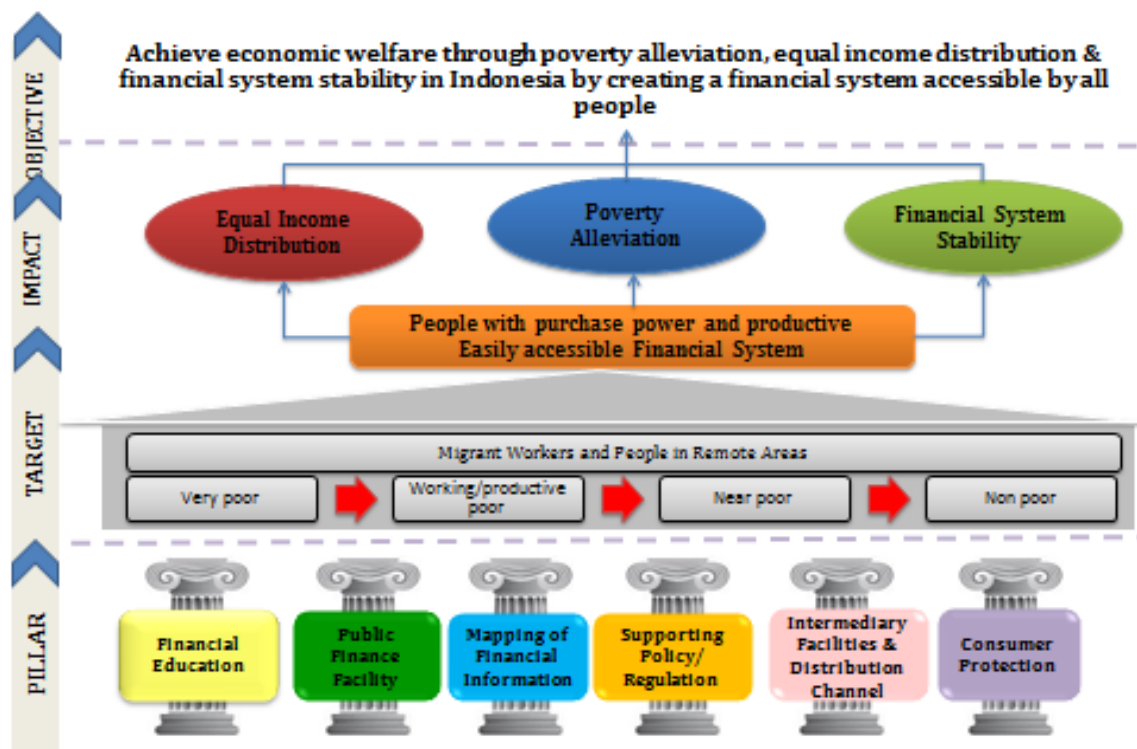 Achieve economic welfare through poverty alleviation, equal income distribution &
financial system stability in Indonesia by creating a financial system accessible by all
people
OBJECTIVE
Equal Income
Distribution
Poverty
Alleviation
Financial System
Stability
IMPACT
People with purchase power and productive
Easily accessible Financial System
TARGET
Migrant Workers and People in Remote Areas
Very poor
Working/productive
poor
Near poor
Non poor
PILLAR
Financial
Education
Public
Finance
Facility
Mapping of
Financial
Information
Supporting
Policy/
Regulation
Intermediary
Facilities &
Distribution
Channel
Consumer
Protection